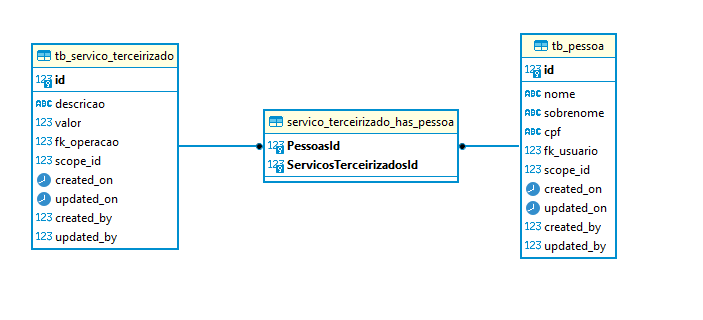 tb_servico_terceirizado
123 id
ABC descricao
123 valor
123 fk_operacao
123 scope_id
created_on
updated_on
123 created_by
123 updated_by
servico_terceirizado_has_pessoa
123 PessoasId
123 ServicosTerceirizadosId
tb_pessoa
123 id
ABC nome
ABC sobrenome
ABC cpf
123 fk_usuario
123 scope_id
created_on
updated_on
123 created_by
123 updated_by